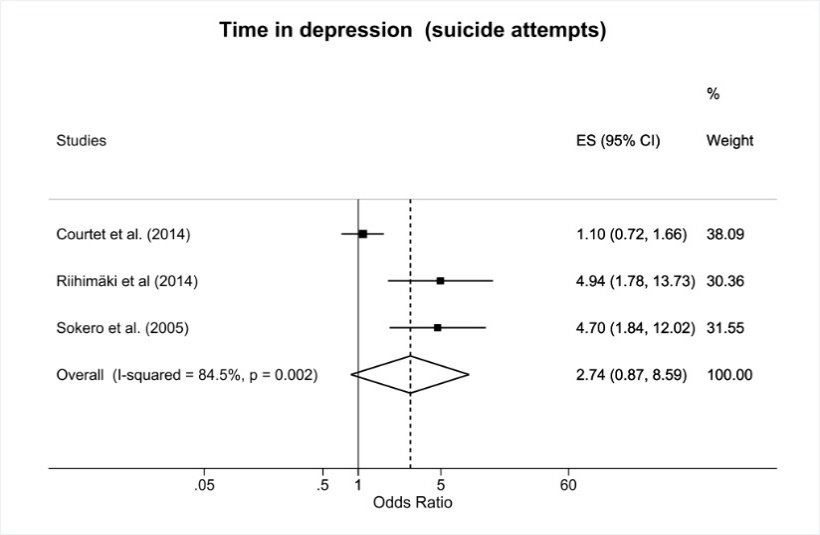 Time in depression  (suicide attempts)
%
Studies ES (95% CI) Weight
Courtet et al. (2014) 1.10 (0.72, 1.66) 38.09
Riihimäki et al (2014) 4.94 (1.78, 13.73) 30.36
Sokero et al. (2005) 4.70 (1.84, 12.02) 31.55
Overall  (I-squared = 84.5%, p = 0.002) 2.74 (0.87, 8.59) 100.00
.05 .5 1 5 60
Odds Ratio